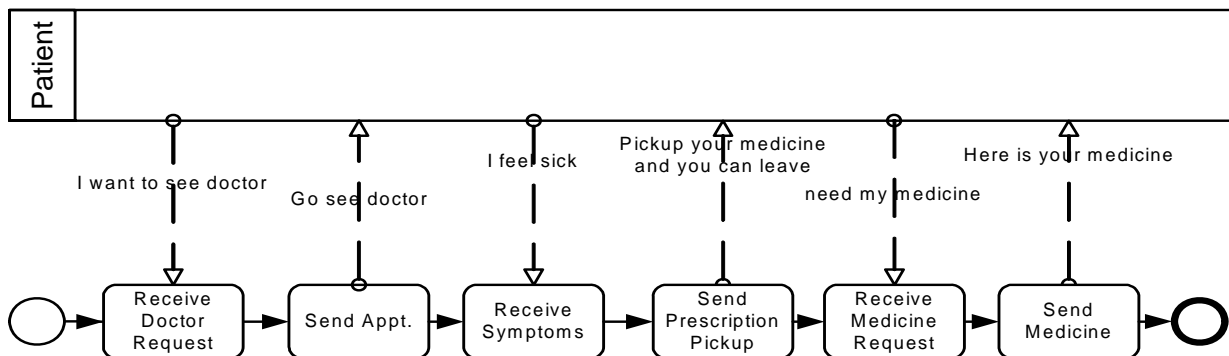 Patient
I want to see doctor
Go see doctor
I feel sick
Pickup your medicine
and you can leave
need my medicine
Here is your medicine
Receive
Doctor
Request
Send Appt.
Receive
Symptoms
Send
Prescription
Pickup
Receive
Medicine
Request
Send
Medicine